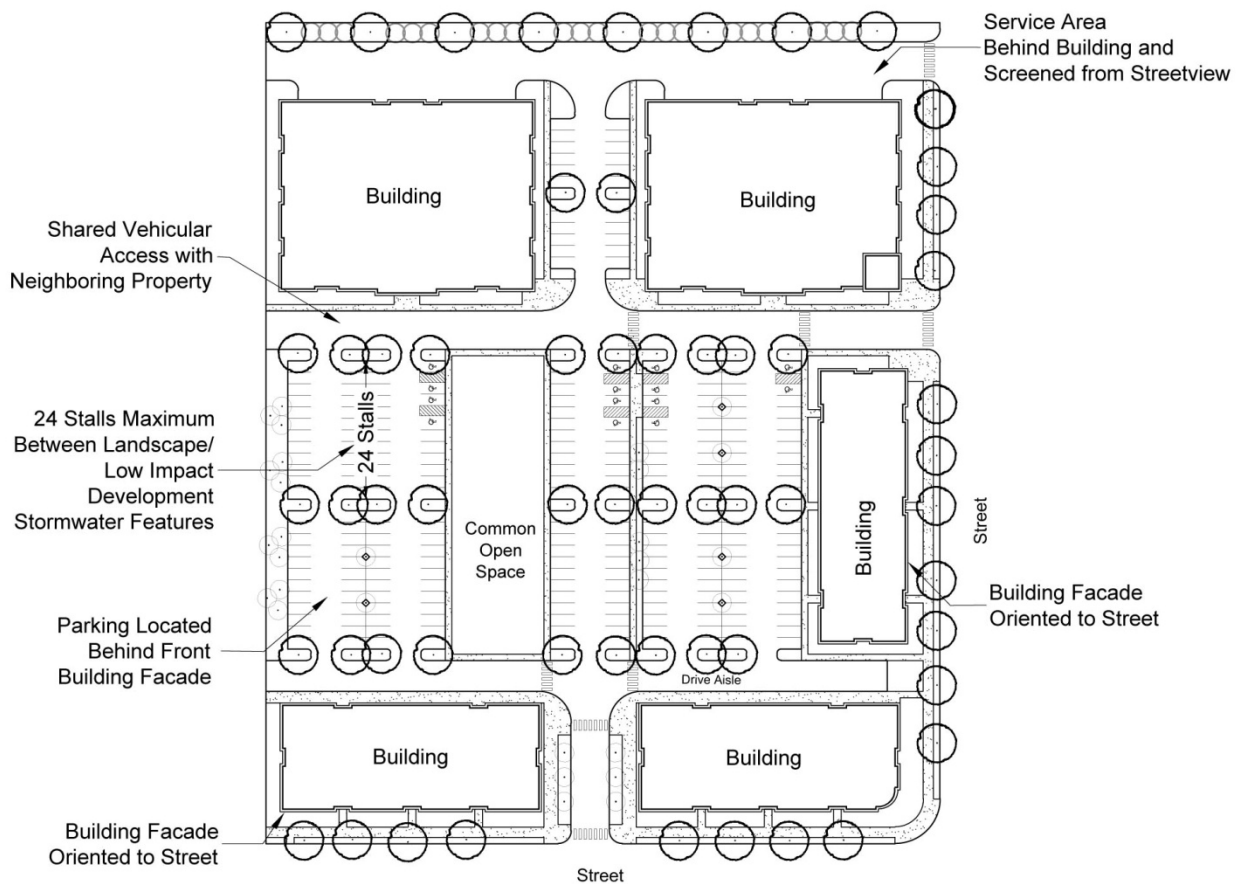 Service Area
Behind Building and
Screened from Streetview
Building
Building
Shared Vehicular
Access with
Neighboring Property
24 Stalls Maximum
Between Landscape/
Low Impact
Development
Stormwater Features
24 Stalls
Common
Open
Space
Building
Street
Building Facade
Oriented to Street
Parking Located
Behind Front
Building Facade
Drive Aisle
Building
Building
Building Facade
Oriented to Street
Street